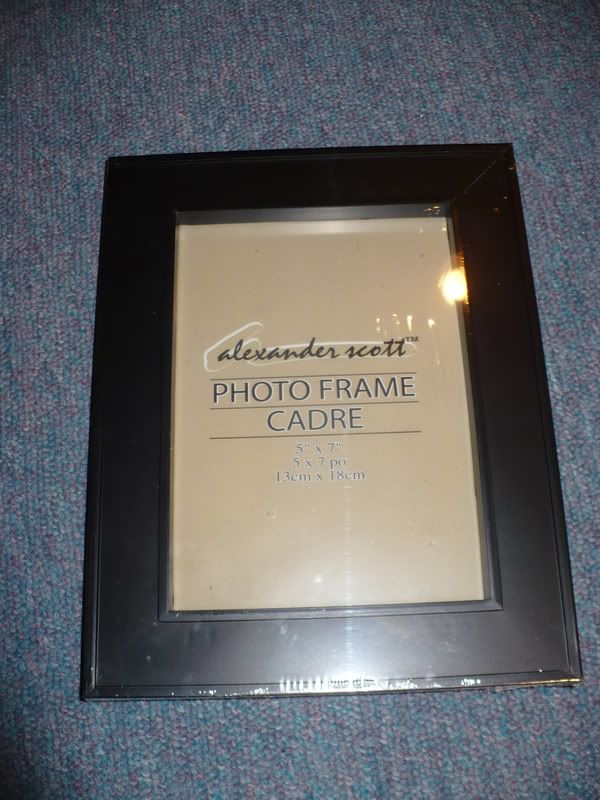 alexander scott™
PHOTO FRAME
CADRE
5" x 7"
5 x 7 po
13cm x 18cm